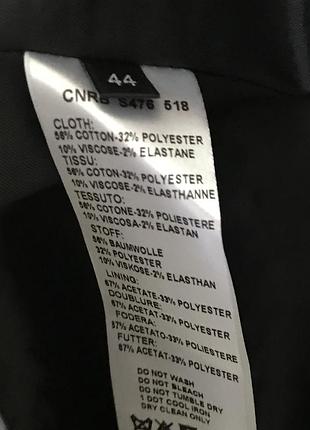 44
CNRB S476 518
CLOTH:
56% COTTON-32% POLYESTER
10% VISCOSE-2% ELASTANE
TISSU:
56% COTTON-32% POLYESTER
10% VISCOSE-2% ELASTHANNE
TESSUTO:
56% COTONE-32% POLIESTERE
10% VISCOSA-2% ELASTAN
STOFF:
56% BAUMWOLLE
32% POLYESTER
10% VISKOSE-2% ELASTHAN
LINING:
67% ACETATE-33% POLYESTER
DOUBLURE:
67% ACETAT-33% POLYESTER
FODERA:
67% ACETATO-33% POLIESTERE
FUTTER:
67% ACETAT-33% POLYESTER
DO NOT WASH
DO NOT BLEACH
DO NOT TUMBLE DRY
1 DOT COOL IRON
DRY CLEAN ONLY